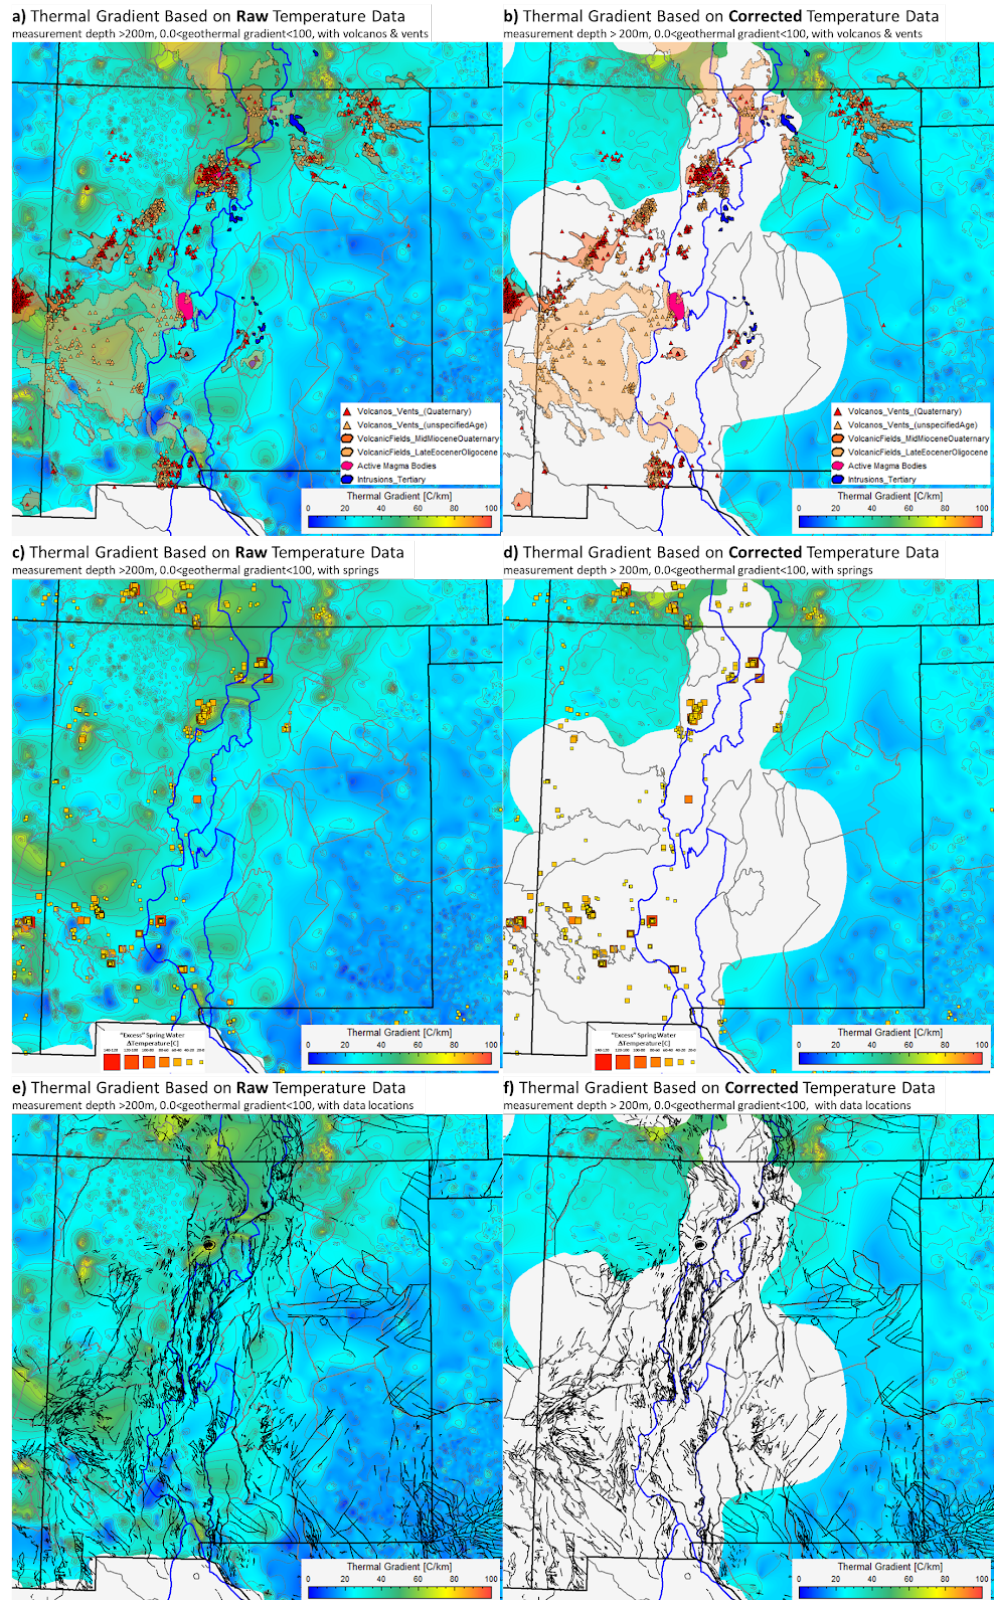 a) Thermal Gradient Based on Raw Temperature Data
measurement depth >200m, 0.0<geothermal gradient<100, with volcanos & vents
b) Thermal Gradient Based on Corrected Temperature Data
measurement depth > 200m, 0.0<geothermal gradient<100, with volcanos & vents
Volcanos_Vents_(Quaternary)
Volcanos_Vents_(unspecifiedAge)
VolcanicFields_MidMioceneQuaternary
VolcanicFields_LateEocenerOligocene
Active Magma Bodies
Intrusions_Tertiary
Thermal Gradient [C/km]
0 20 40 60 80 100
Volcanos_Vents_(Quaternary)
Volcanos_Vents_(unspecifiedAge)
VolcanicFields_MidMioceneQuaternary
VolcanicFields_LateEocenerOligocene
Active Magma Bodies
Intrusions_Tertiary
Thermal Gradient [C/km]
0 20 40 60 80 100
c) Thermal Gradient Based on Raw Temperature Data
measurement depth >200m, 0.0<geothermal gradient<100, with springs
d) Thermal Gradient Based on Corrected Temperature Data
measurement depth > 200m, 0.0<geothermal gradient<100, with springs
"Excess" Spring Water
ΔTemperature[C]
Thermal Gradient [C/km]
0 20 40 60 80 100
"Excess" Spring Water
ΔTemperature[C]
Thermal Gradient [C/km]
0 20 40 60 80 100
e) Thermal Gradient Based on Raw Temperature Data
measurement depth >200m, 0.0<geothermal gradient<100, with data locations
f) Thermal Gradient Based on Corrected Temperature Data
measurement depth > 200m, 0.0<geothermal gradient<100, with data locations
Thermal Gradient [C/km]
0 20 40 60 80 100
Thermal Gradient [C/km]
0 20 40 60 80 100